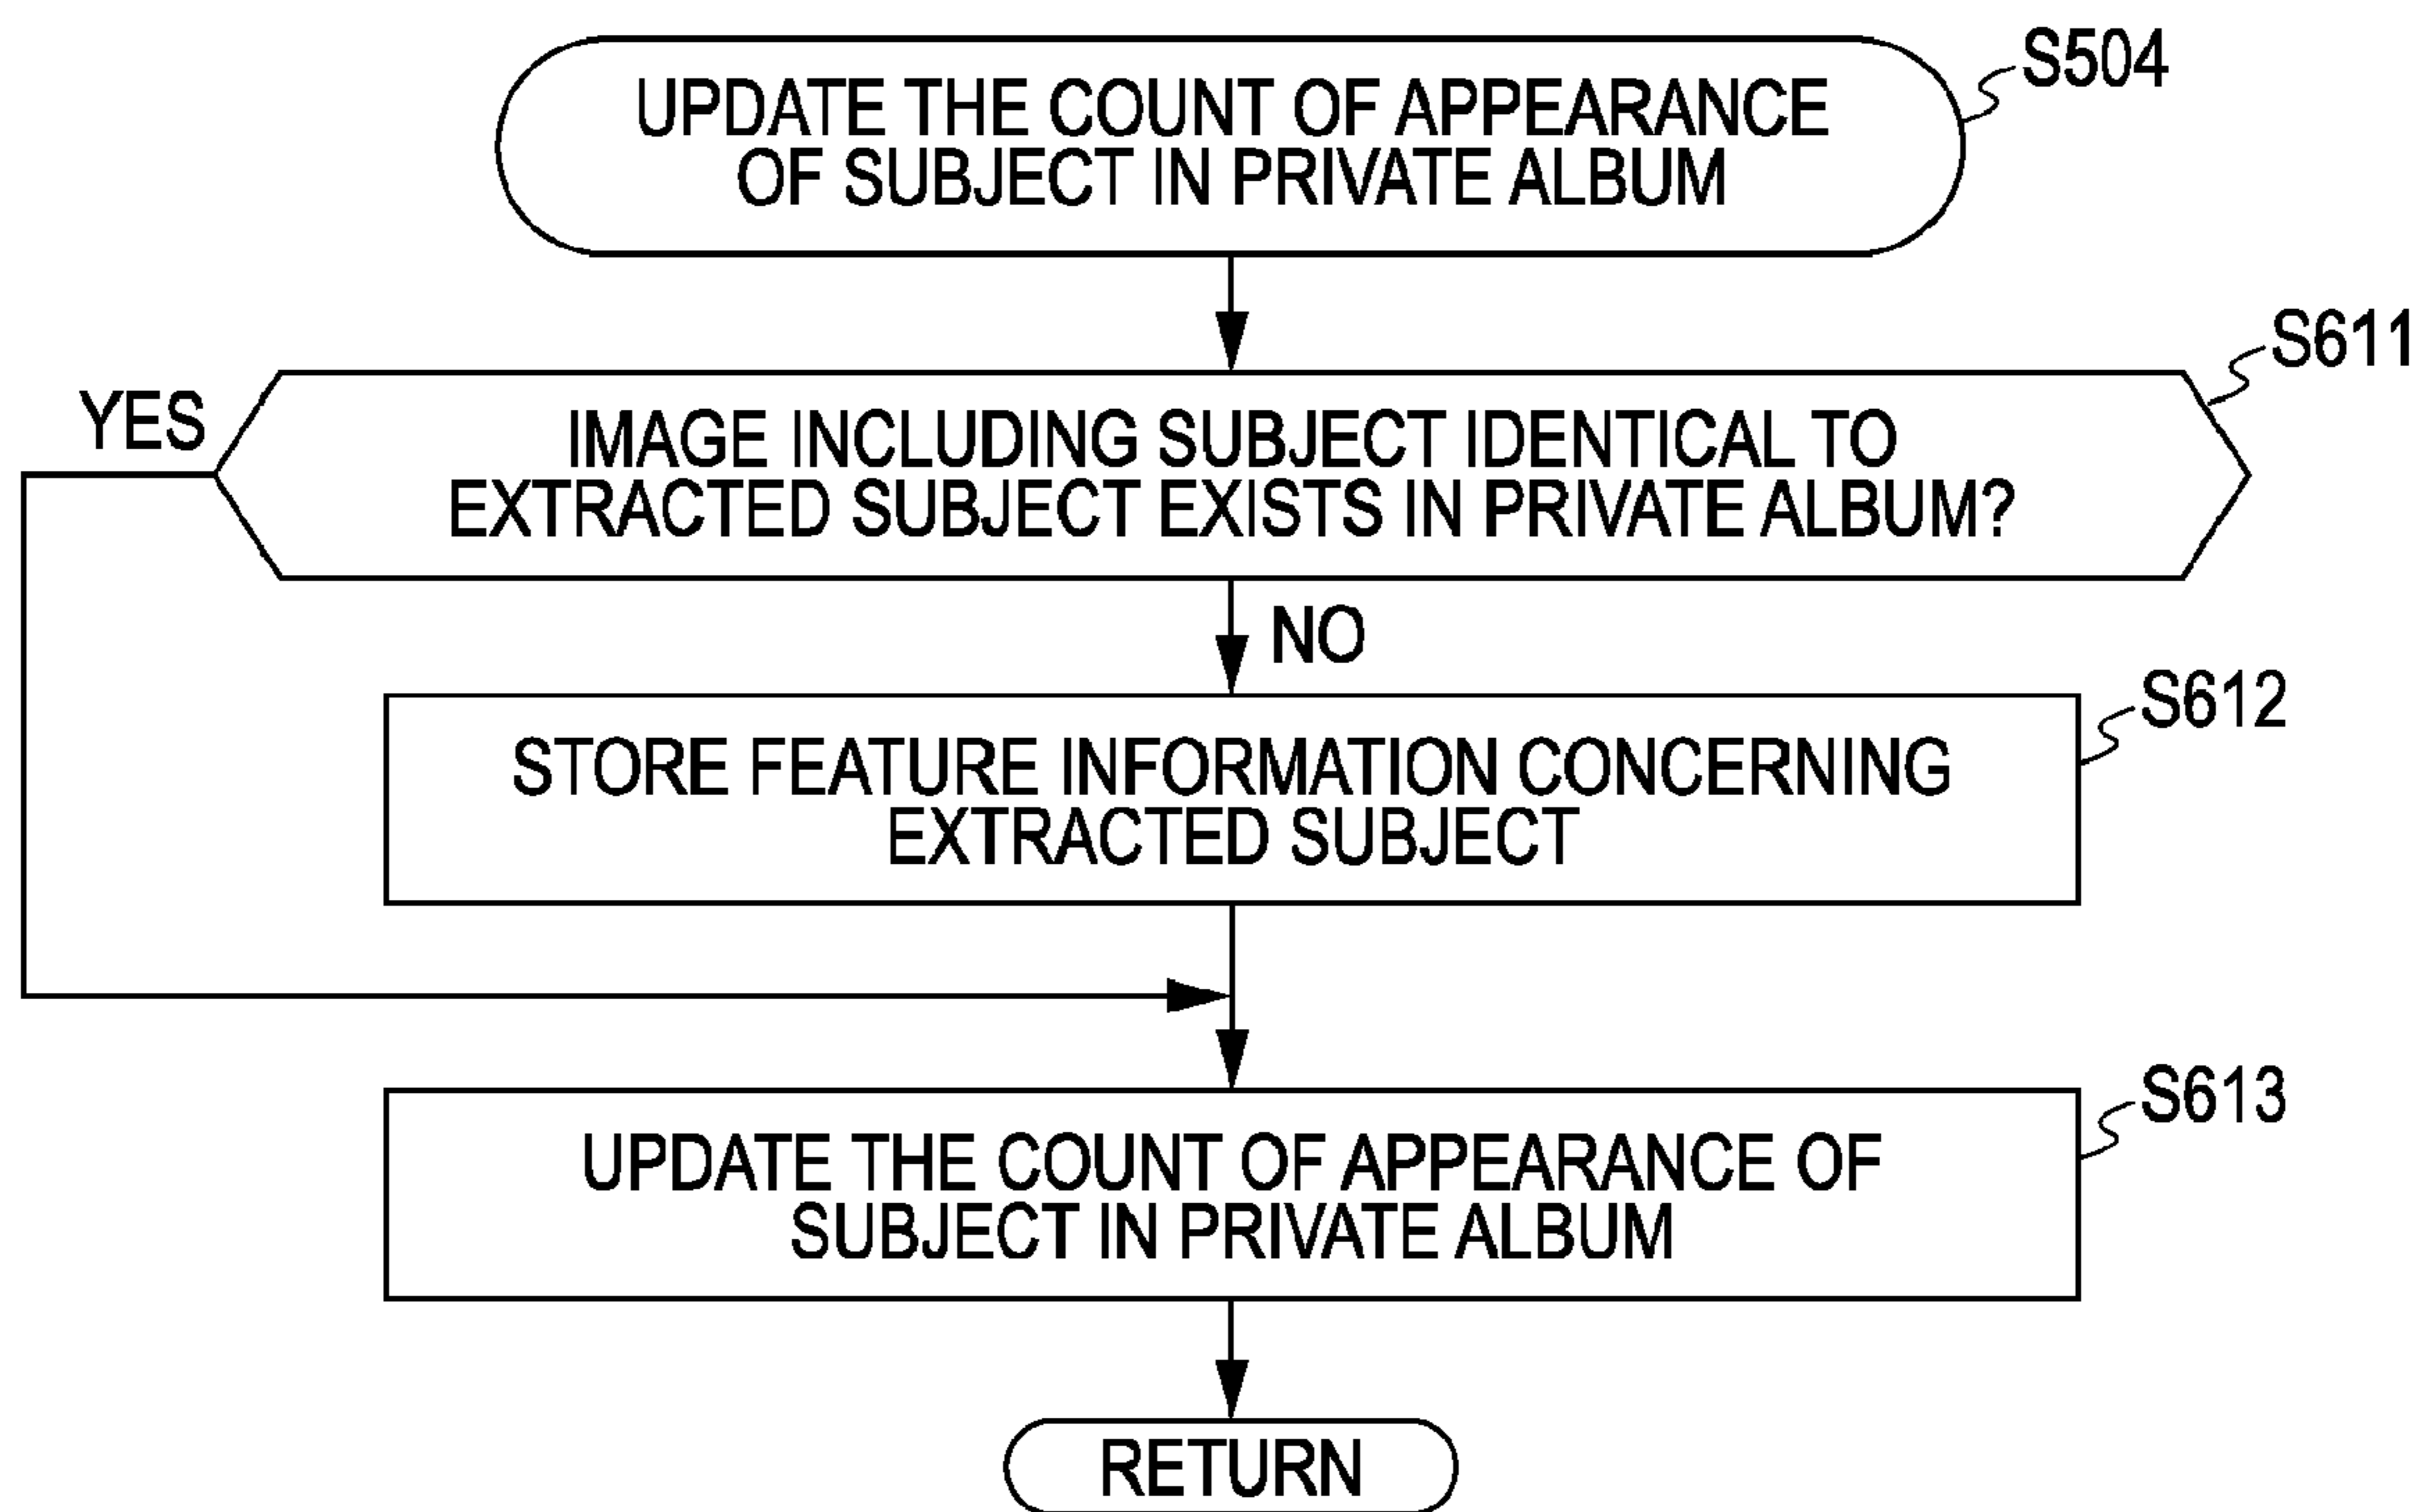 S504
UPDATE THE COUNT OF APPEARANCE
OF SUBJECT IN PRIVATE ALBUM
S611
YES
IMAGE INCLUDING SUBJECT IDENTICAL TO
EXTRACTED SUBJECT EXISTS IN PRIVATE ALBUM?
NO
S612
STORE FEATURE INFORMATION CONCERNING
EXTRACTED SUBJECT
S613
UPDATE THE COUNT OF APPEARANCE OF
SUBJECT IN PRIVATE ALBUM
RETURN